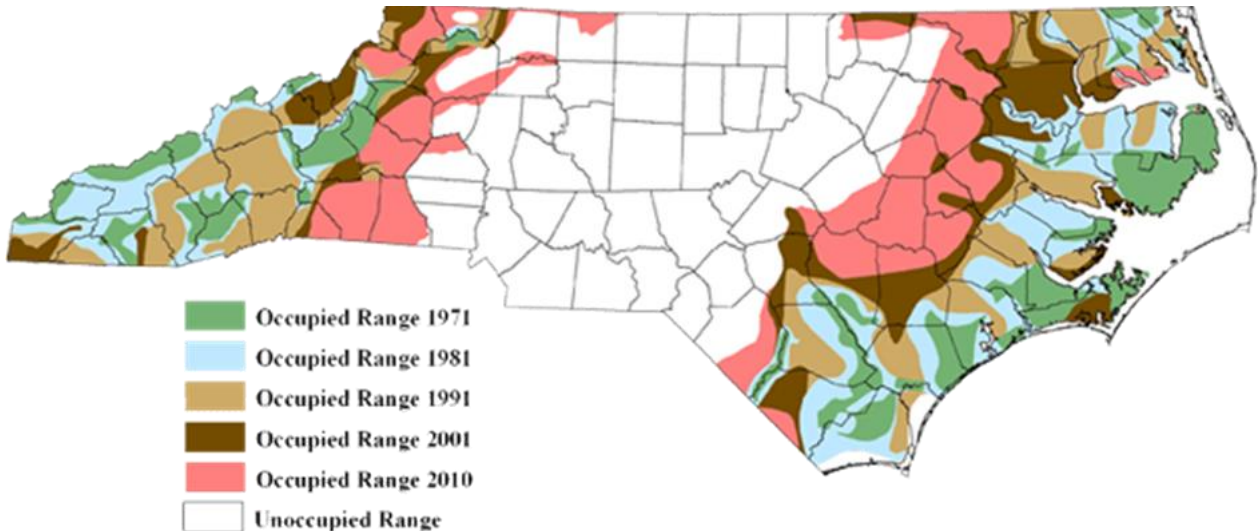 Occupied Range 1971
Occupied Range 1981
Occupied Range 1991
Occupied Range 2001
Occupied Range 2010
Unoccupied Range